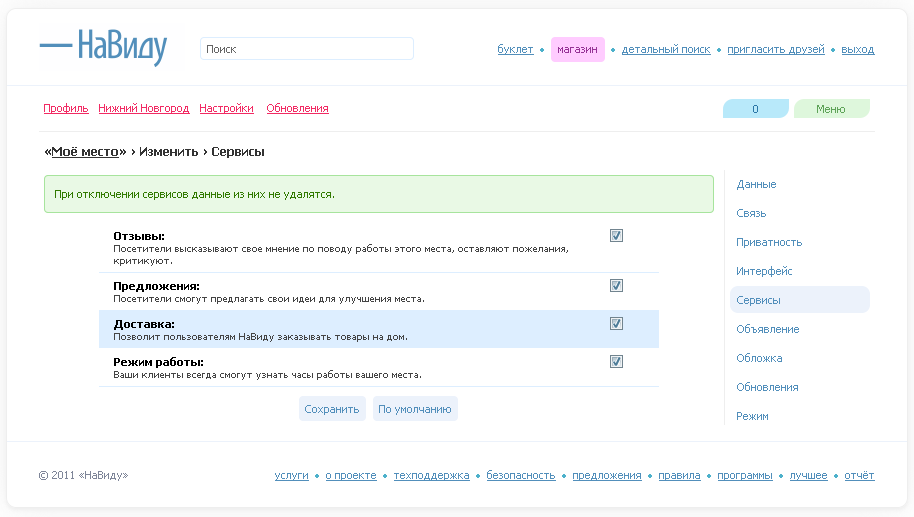 НаВиду
Поиск
буклет • магазин • детальный поиск • пригласить друзей • выход
Профиль Нижний Новгород Настройки Обновления
0 Меню
«Моё место» › Изменить › Сервисы
При отключении сервисов данные из них не удалятся.
Отзывы:
Посетители высказывают свое мнение по поводу работы этого места, оставляют пожелания,
критикуют.
Предложения:
Посетители смогут предлагать свои идеи для улучшения места.
Доставка:
Позволит пользователям НаВиду заказывать товары на дом.
Режим работы:
Ваши клиенты всегда смогут узнать часы работы вашего места.
Сохранить По умолчанию
Данные
Связь
Приватность
Интерфейс
Сервисы
Объявление
Обложка
Обновления
Режим
© 2011 «НаВиду»
услуги • о проекте • техподдержка • безопасность • предложения • правила • программы • лучшее • отчёт